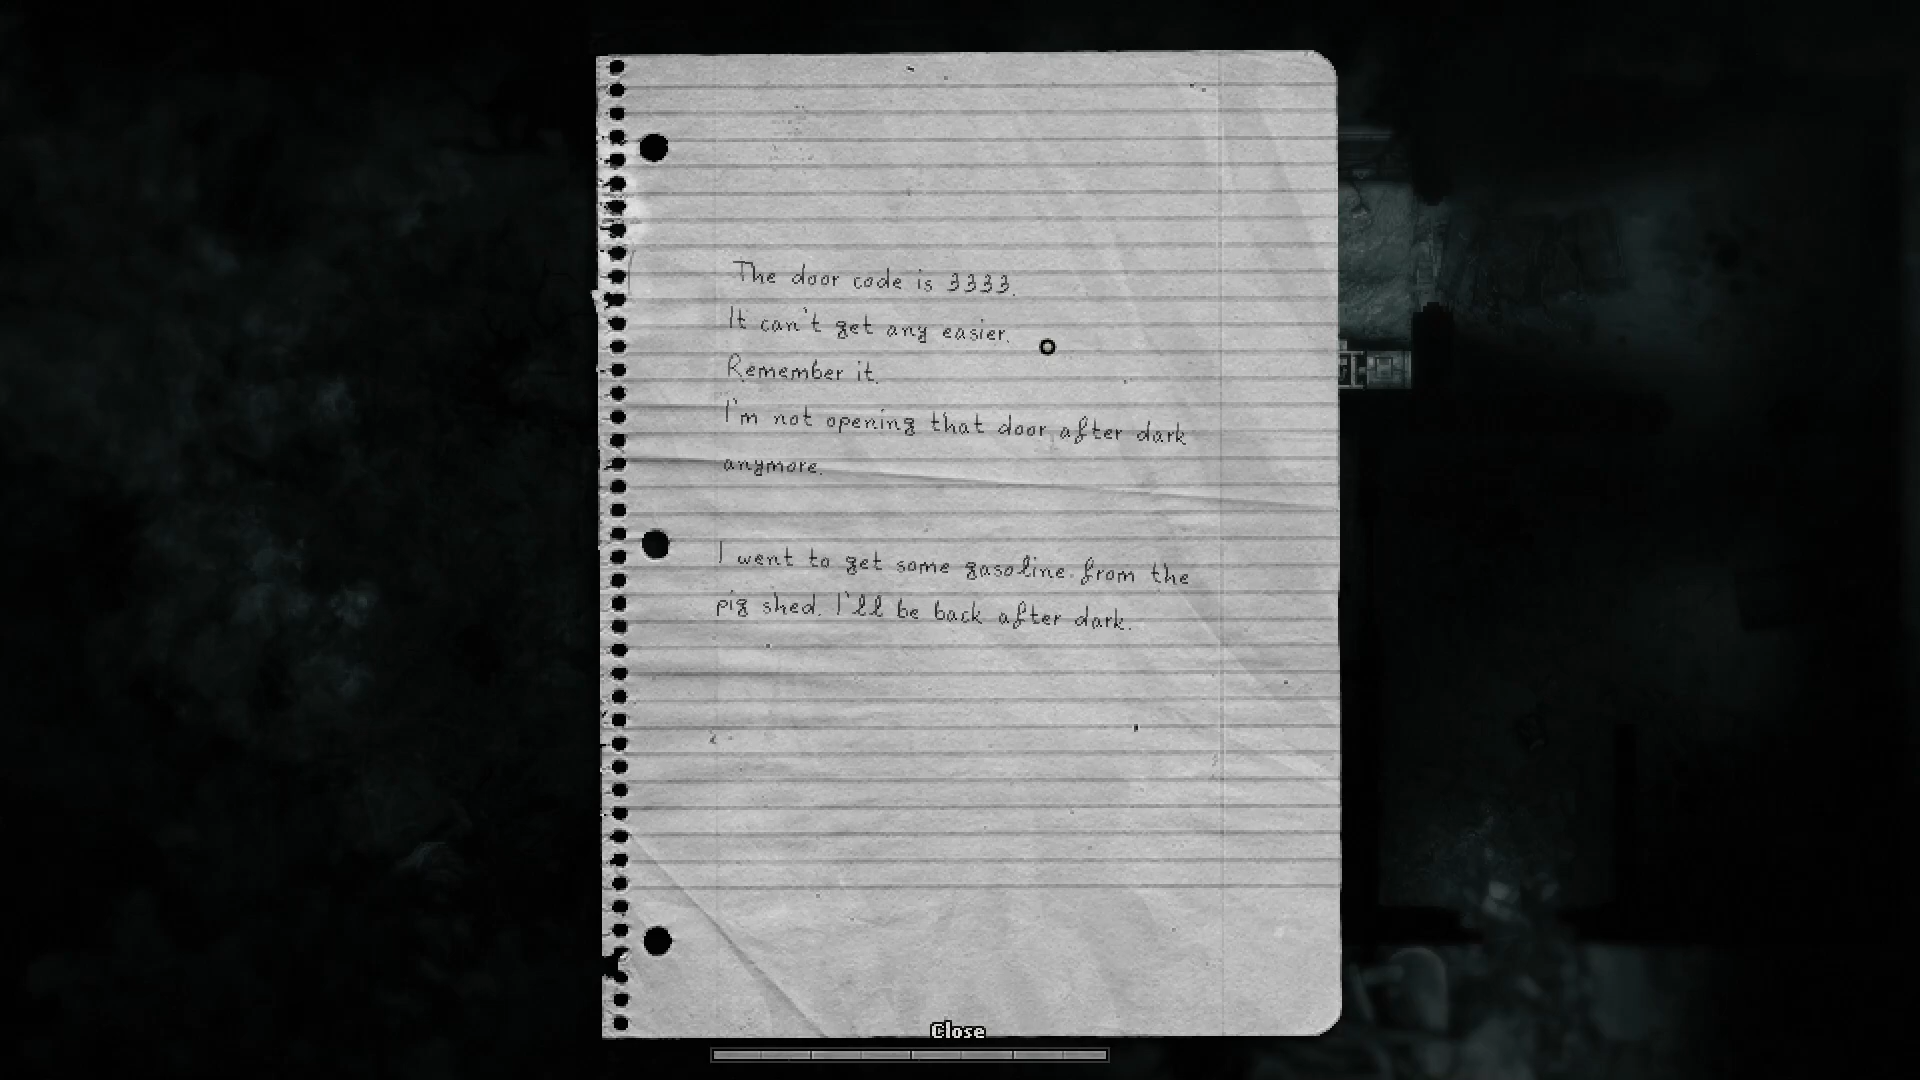 The door code is 3333.
It can't get any easier.
Remember it.
I'm not opening that door after dark
anymore.
I went to get some gasoline from the
pig shed. I'll be back after dark.
Close